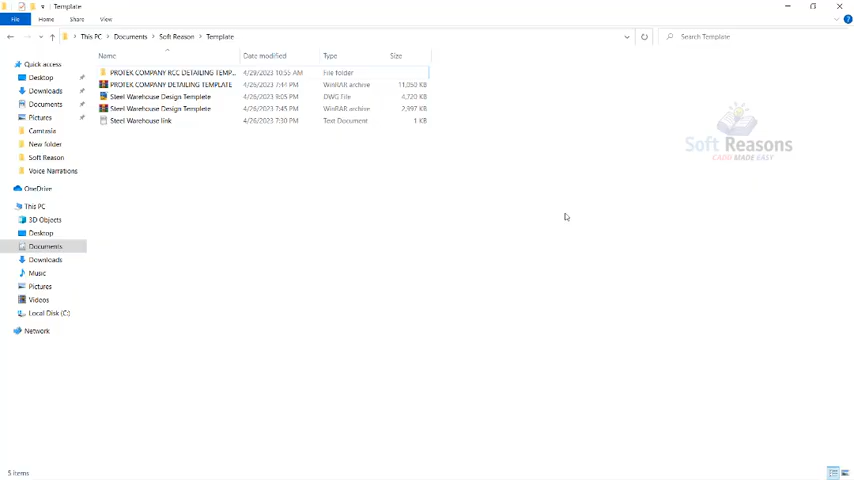 Template
File Home Share View
This PC > Documents > Soft Reason > Template
Search Template
Name Date modified Type Size
PROTEK COMPANY RCC DETAILING TEMP... 4/29/2023 10:55 AM File folder
PROTEK COMPANY DETAILING TEMPLATE 4/26/2023 7:14 PM WinRAR archive 11,050 KB
Steel Warehouse Design Templete 4/26/2023 9:05 PM DWG File 4,720 KB
Steel Warehouse Design Templete 4/26/2023 7:45 PM WinRAR archive 2,997 KB
Steel Warehouse link 4/26/2023 7:30 PM Text Document 1 KB
Quick access
Desktop
Downloads
Documents
Pictures
Camtasia
New folder
Soft Reason
Voice Narrations
OneDrive
This PC
3D Objects
Desktop
Documents
Downloads
Music
Pictures
Videos
Local Disk (C:)
Network
Soft Reasons
CADD MADE EASY
5 items